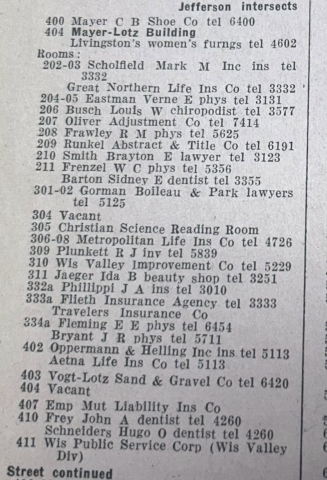 Jefferson intersects
400 Mayer C B Shoe Co tel 6400
404 Mayer-Lotz Building
Livingston's women's furngs tel 4602
Rooms:
202-03 Scholfield Mark M Inc ins tel
3332
Great Northern Life Ins Co tel 3332
204-05 Eastman Verne E phys tel 3131
206 Busch Louis W chiropodist tel 3577
207 Oliver Adjustment Co tel 7414
208 Frawley R M phys tel 5625
209 Runkel Abstract & Title Co tel 6191
210 Smith Brayton E lawyer tel 3123
211 Frenzel W C phys tel 5356
Barton Sidney E dentist tel 3355
301-02 Gorman Boileau & Park lawyers
tel 5125
304 Vacant
305 Christian Science Reading Room
306-08 Metropolitan Life Ins Co tel 4726
309 Plunkett R J inv tel 5839
310 Wis Valley Improvement Co tel 5229
311 Jaeger Ida B beauty shop tel 3251
332a Phillippi J A ins tel 3010
333a Flieth Insurance Agency tel 3333
Travelers Insurance Co
334a Fleming E E phys tel 6454
Bryant J R phys tel 5711
402 Oppermann & Helling Inc ins tel 5113
Aetna Life Ins Co tel 5113
403 Vogt-Lotz Sand & Gravel Co tel 6420
404 Vacant
407 Emp Mut Liability Ins Co
410 Frey John A dentist tel 4260
Schneiders Hugo O dentist tel 4260
411 Wis Public Service Corp (Wis Valley
Div)
Street continued